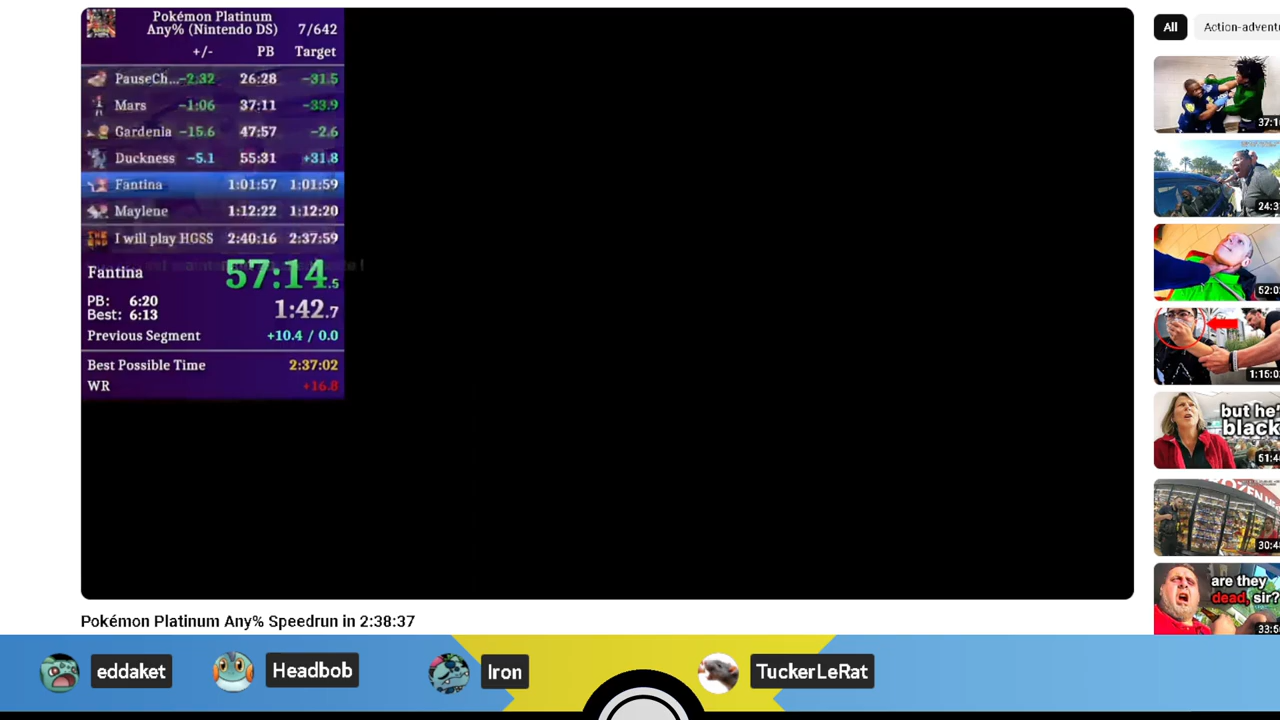 Pokémon Platinum
Any% (Nintendo DS) 7/642
+/- PB Target
PauseCh... -2:32 26:28 -31.5
Mars -1:06 37:11 -33.9
Gardenia -15.6 47:57 -2.6
Duckness -5.1 55:31 +31.8
Fantina 1:01:57 1:01:59
Maylene 1:12:22 1:12:20
I will play HGSS 2:40:16 2:37:59
Fantina 57:14.5
PB: 6:20 1:42.7
Best: 6:13
Previous Segment +10.4 / 0.0
Best Possible Time 2:37:02
WR +16.8
Pokémon Platinum Any% Speedrun in 2:38:37
All Action-advent
37:1
24:3
52:0
1:15:0
but he'
black
51:4
30:4
are they
dead, sir?
33:5
eddaket Headbob Iron TuckerLeRat